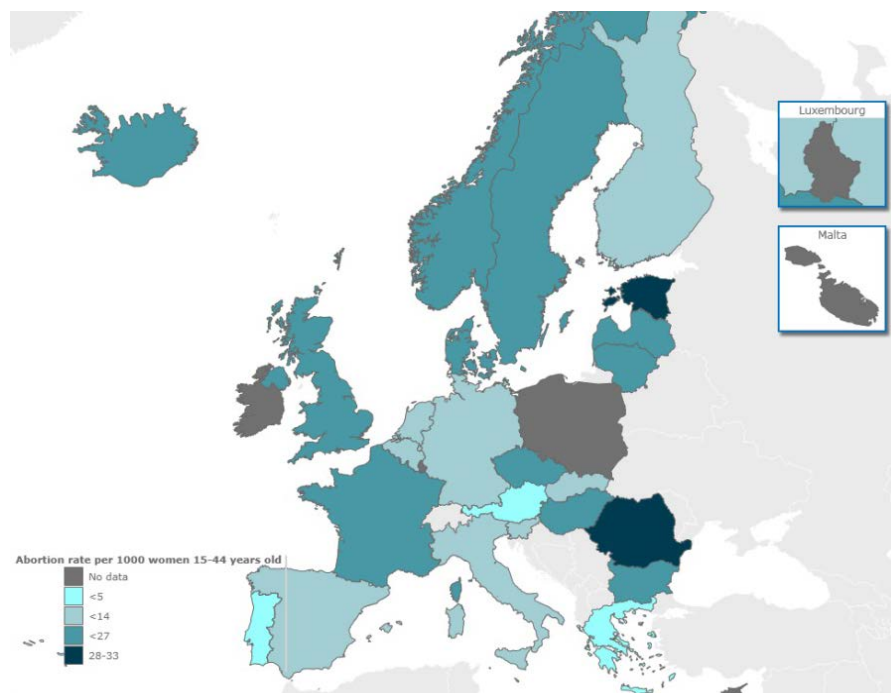 Luxembourg
Malta
Abortion rate per 1000 women 15-44 years old
No data
<5
<14
<27
28-33